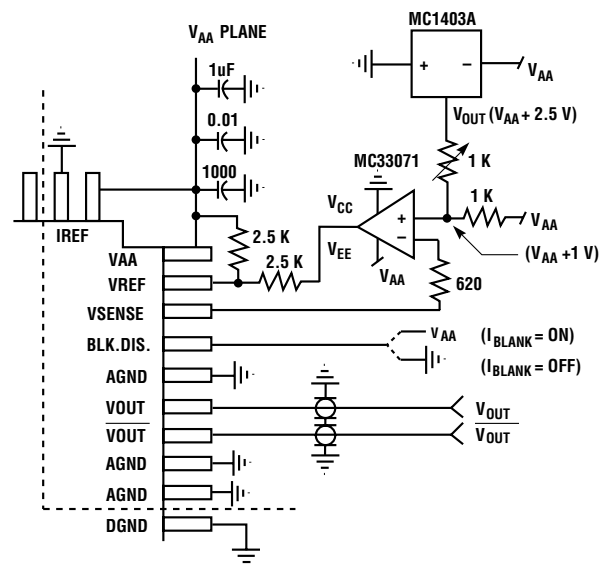 MC1403A
V_AA PLANE
+
−
V_AA
1uF
V_OUT (V_AA + 2.5 V)
0.01
MC33071
1 K
1000
V_CC
1 K
+
V_AA
−
IREF
2.5 K
(V_AA +1 V)
VAA
2.5 K
V_EE
V_AA
620
VREF
VSENSE
BLK.DIS.
V_AA
(I_BLANK = ON)
(I_BLANK = OFF)
AGND
VOUT
V_OUT
V̅O̅U̅T̅
V̅_O̅U̅T̅
AGND
AGND
DGND